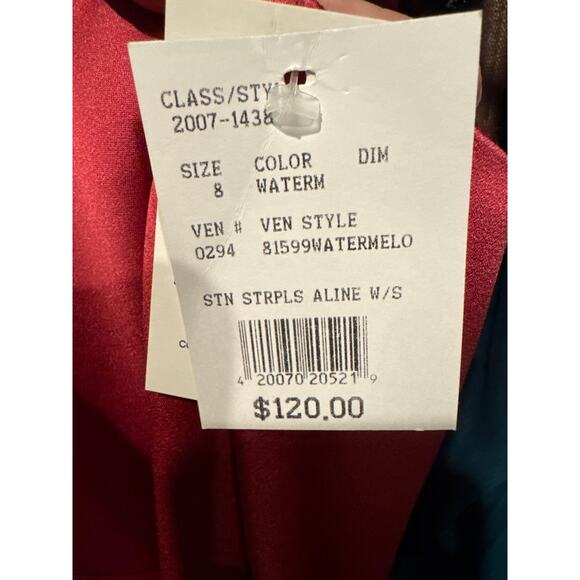 CLASS/STY
2007-1438
SIZE COLOR DIM
8 WATERM
VEN # VEN STYLE
0294 81599WATERMELO
STN STRPLS ALINE W/S
4 20070 20521 9
$120.00